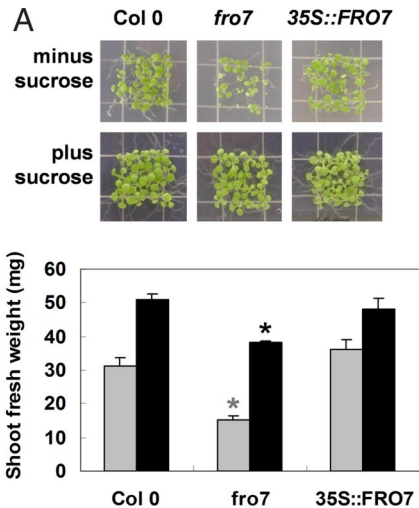 A
Col 0 fro7 35S::FRO7
minus
sucrose
plus
sucrose
Shoot fresh weight (mg)
60
50
40
30
20
10
0
*
*
Col 0 fro7 35S::FRO7